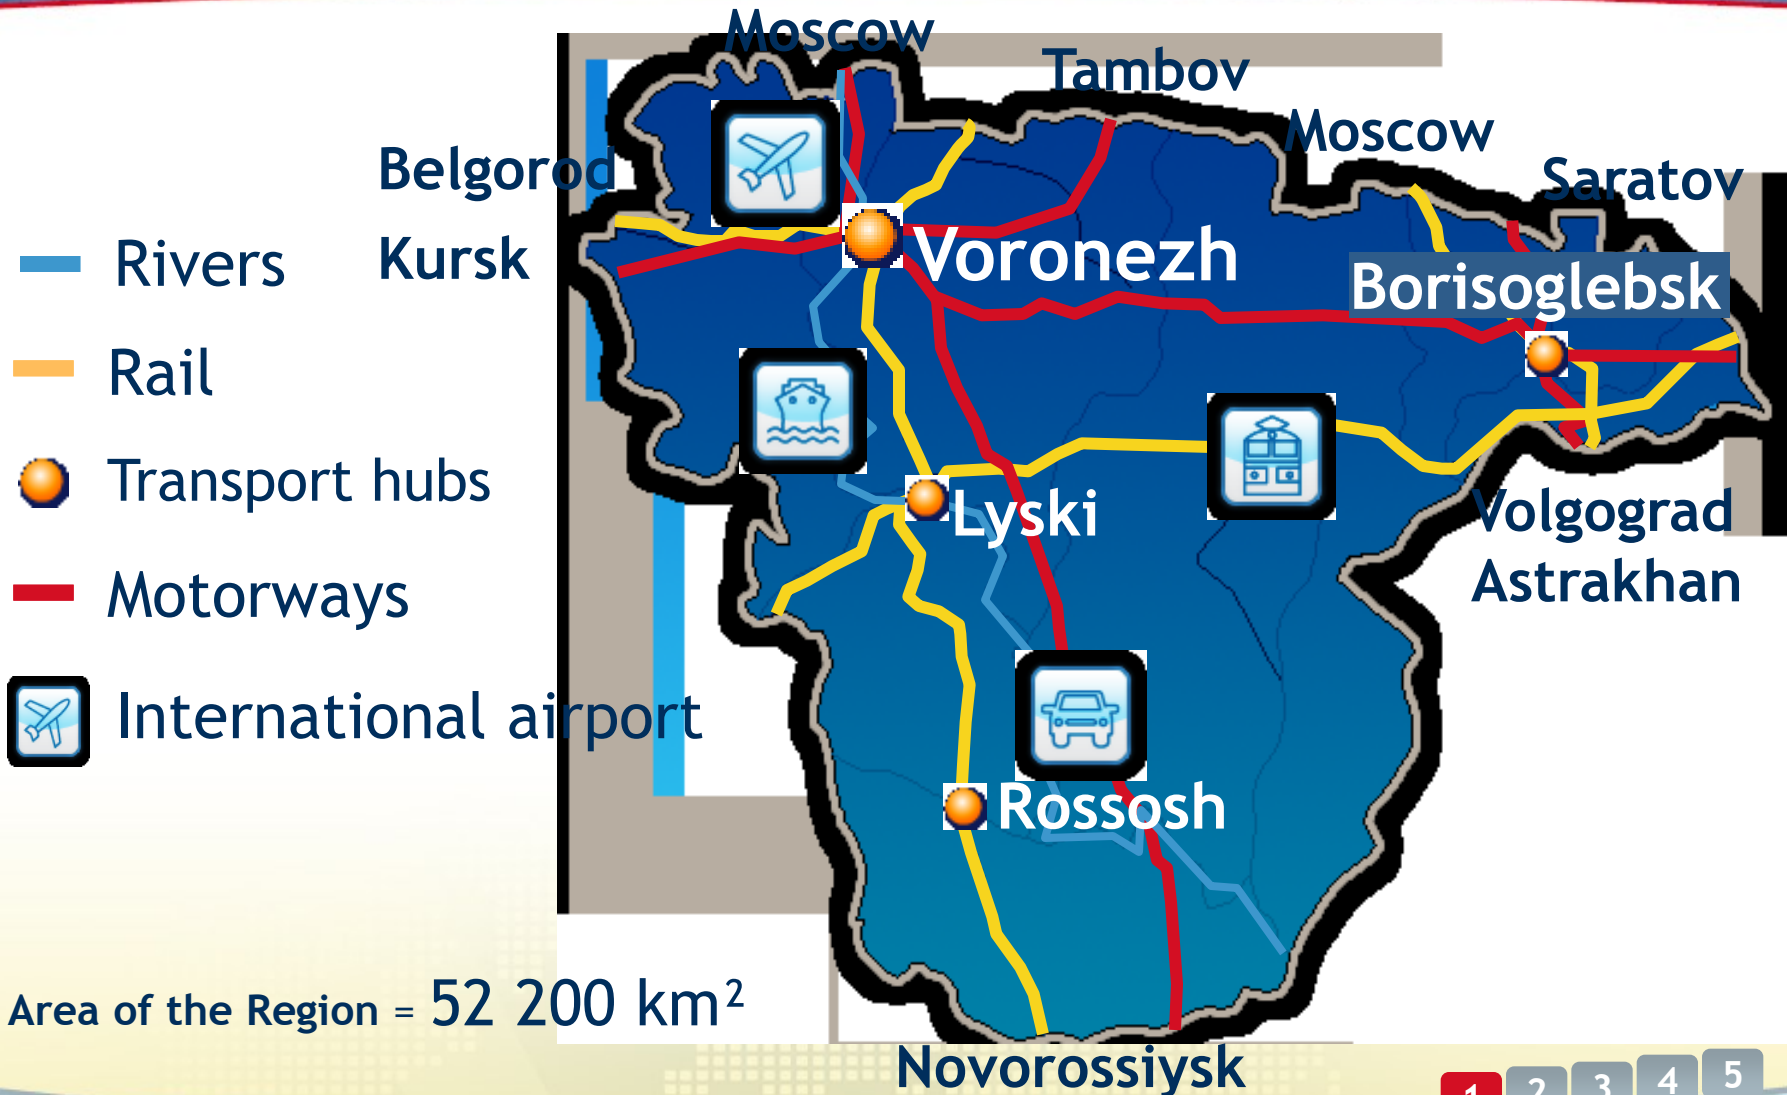 Moscow
Tambov
Moscow
Saratov
Belgorod
Kursk
Voronezh
Borisoglebsk
Lyski
Volgograd
Astrakhan
Rossosh
Novorossiysk
Rivers
Rail
Transport hubs
Motorways
International airport
Area of the Region = 52 200 km²
1 2 3 4 5